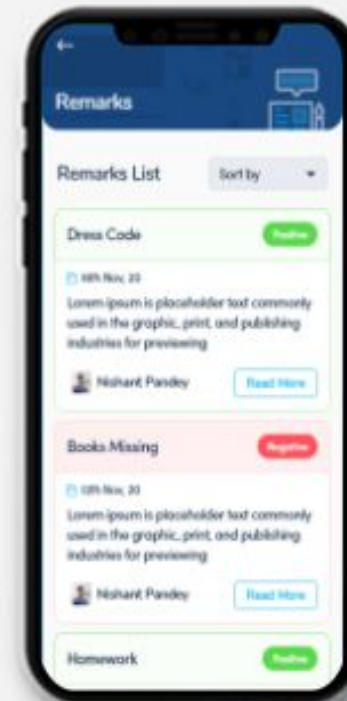 Remarks
Remarks List
Sort by
Dress Code
Positive
Nov, 20
Lorem ipsum is placeholder text commonly
used in the graphic, print, and publishing
industries for previewing
Nishant Pandey
Read More
Books Missing
Negative
Nov, 20
Lorem ipsum is placeholder text commonly
used in the graphic, print, and publishing
industries for previewing
Nishant Pandey
Read More
Homework
Positive